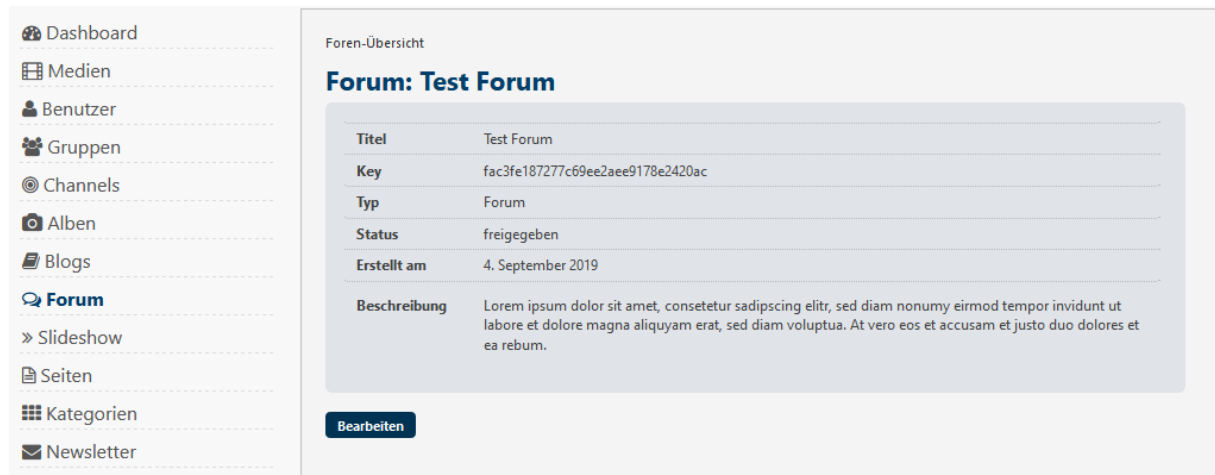 Dashboard
Medien
Benutzer
Gruppen
Channels
Alben
Blogs
Forum
» Slideshow
Seiten
Kategorien
Newsletter
Foren-Übersicht
Forum: Test Forum
Titel Test Forum
Key fac3fe187277c69ee2aee9178e2420ac
Typ Forum
Status freigegeben
Erstellt am 4. September 2019
Beschreibung Lorem ipsum dolor sit amet, consetetur sadipscing elitr, sed diam nonumy eirmod tempor invidunt ut
labore et dolore magna aliquyam erat, sed diam voluptua. At vero eos et accusam et justo duo dolores et
ea rebum.
Bearbeiten